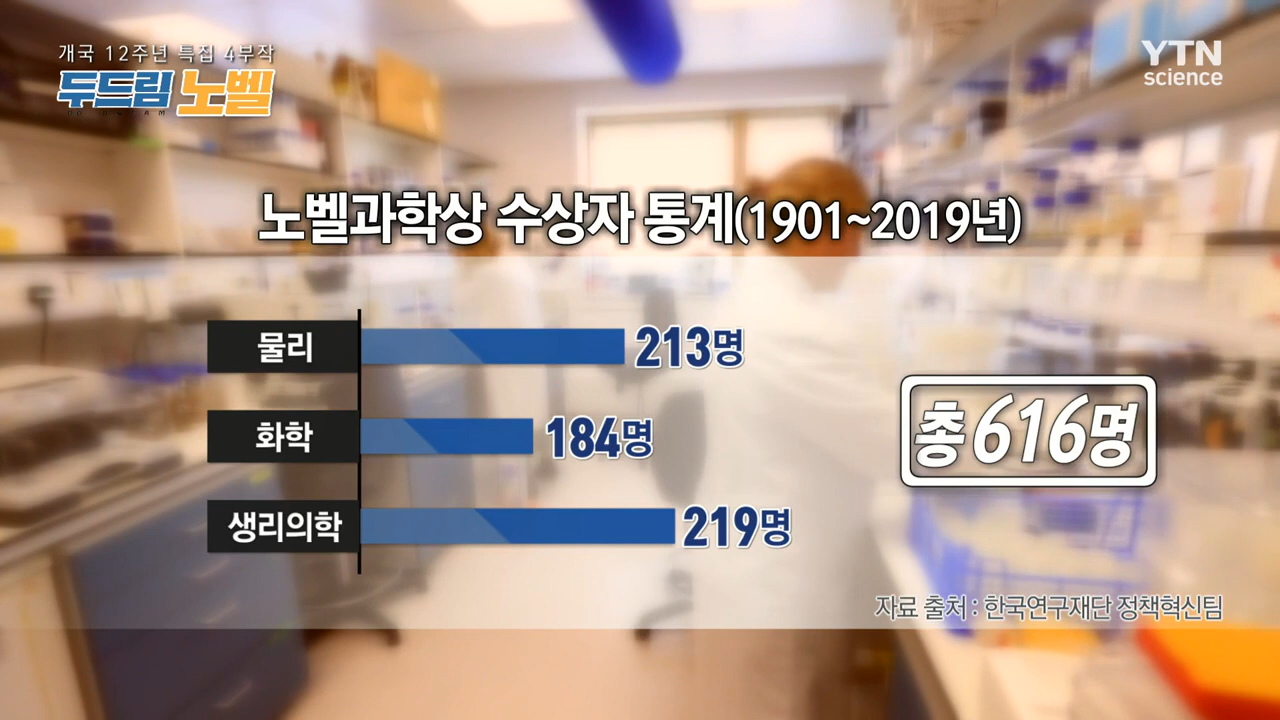 개국 12주년 특집 4부작
두드림 노벨
YTN
science
노벨과학상 수상자 통계(1901~2019년)
물리 213명
화학 184명
생리의학 219명
총 616명
자료 출처 : 한국연구재단 정책혁신팀